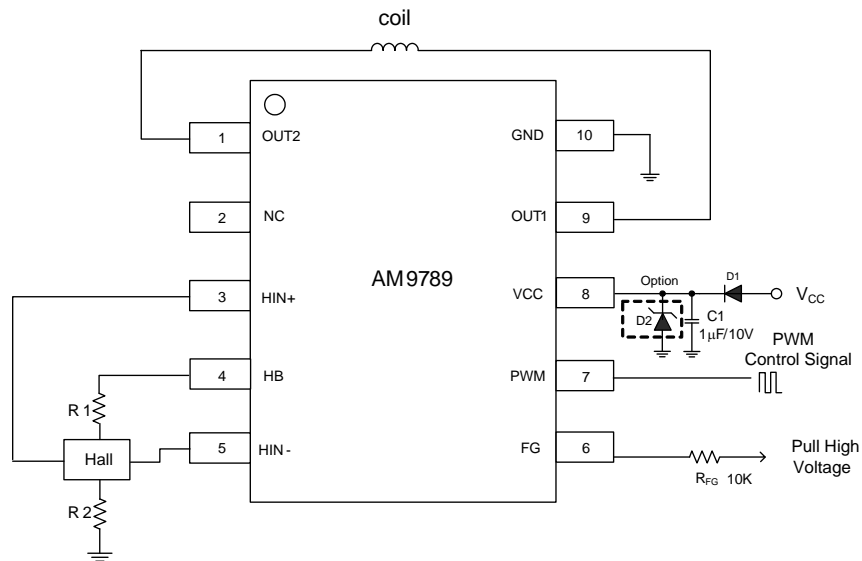 coil
1
OUT2
GND
10
2
NC
OUT1
9
AM9789
3
HIN+
VCC
8
Option
D1
VCC
D2
C1
1μF/10V
4
HB
PWM
7
PWM
Control Signal
R 1
Hall
5
HIN-
FG
6
RFG 10K
Pull High
Voltage
R 2